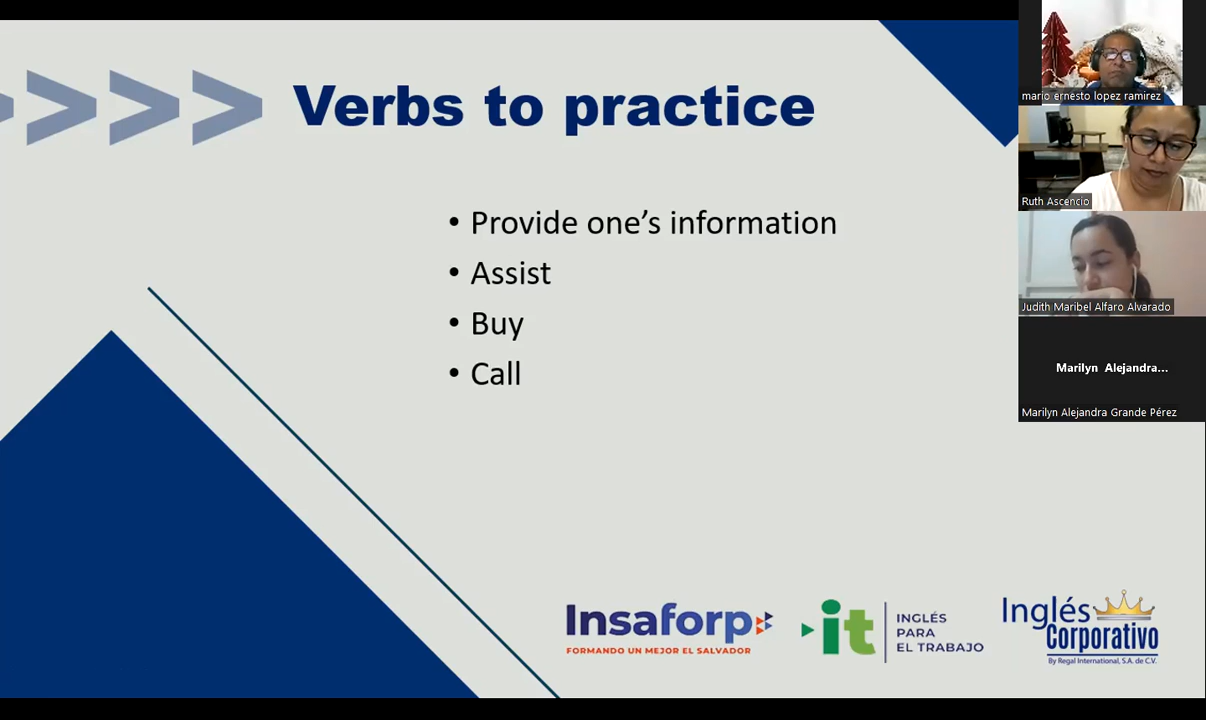 Verbs to practice
• Provide one's information
• Assist
• Buy
• Call
mario ernesto lopez ramirez
Ruth Ascencio
Judith Maribel Alfaro Alvarado
Marilyn Alejandra...
Marilyn Alejandra Grande Pérez
Insaforp
FORMANDO UN MEJOR EL SALVADOR
it
INGLÉS
PARA
EL TRABAJO
Inglés
Corporativo
By Regal International, S.A. de C.V.